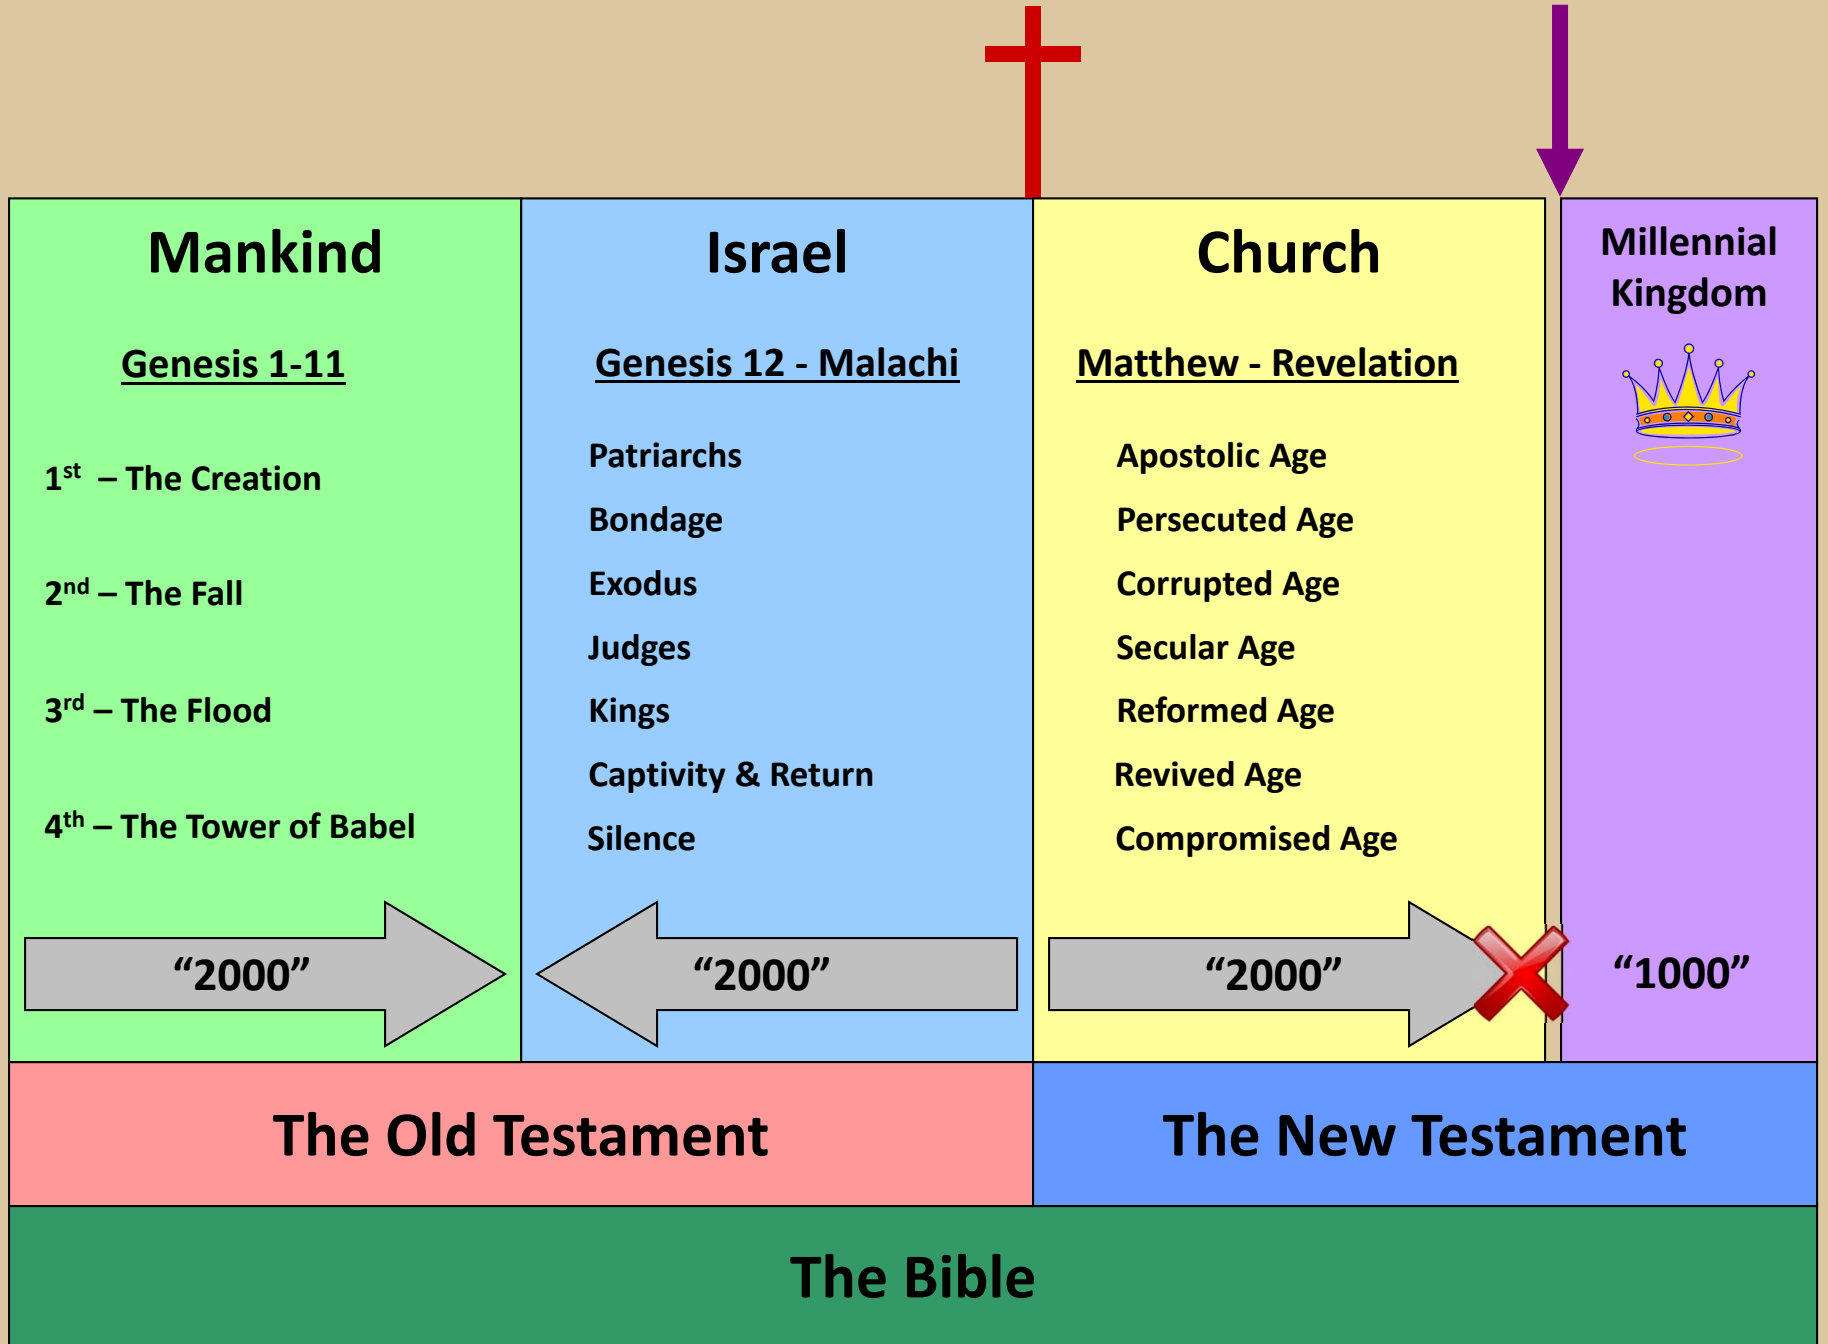 Mankind
Genesis 1-11
1st – The Creation
2nd – The Fall
3rd – The Flood
4th – The Tower of Babel
“2000”
Israel
Genesis 12 - Malachi
Patriarchs
Bondage
Exodus
Judges
Kings
Captivity & Return
Silence
“2000”
Church
Matthew - Revelation
Apostolic Age
Persecuted Age
Corrupted Age
Secular Age
Reformed Age
Revived Age
Compromised Age
“2000”
Millennial
Kingdom
“1000”
The Old Testament
The New Testament
The Bible